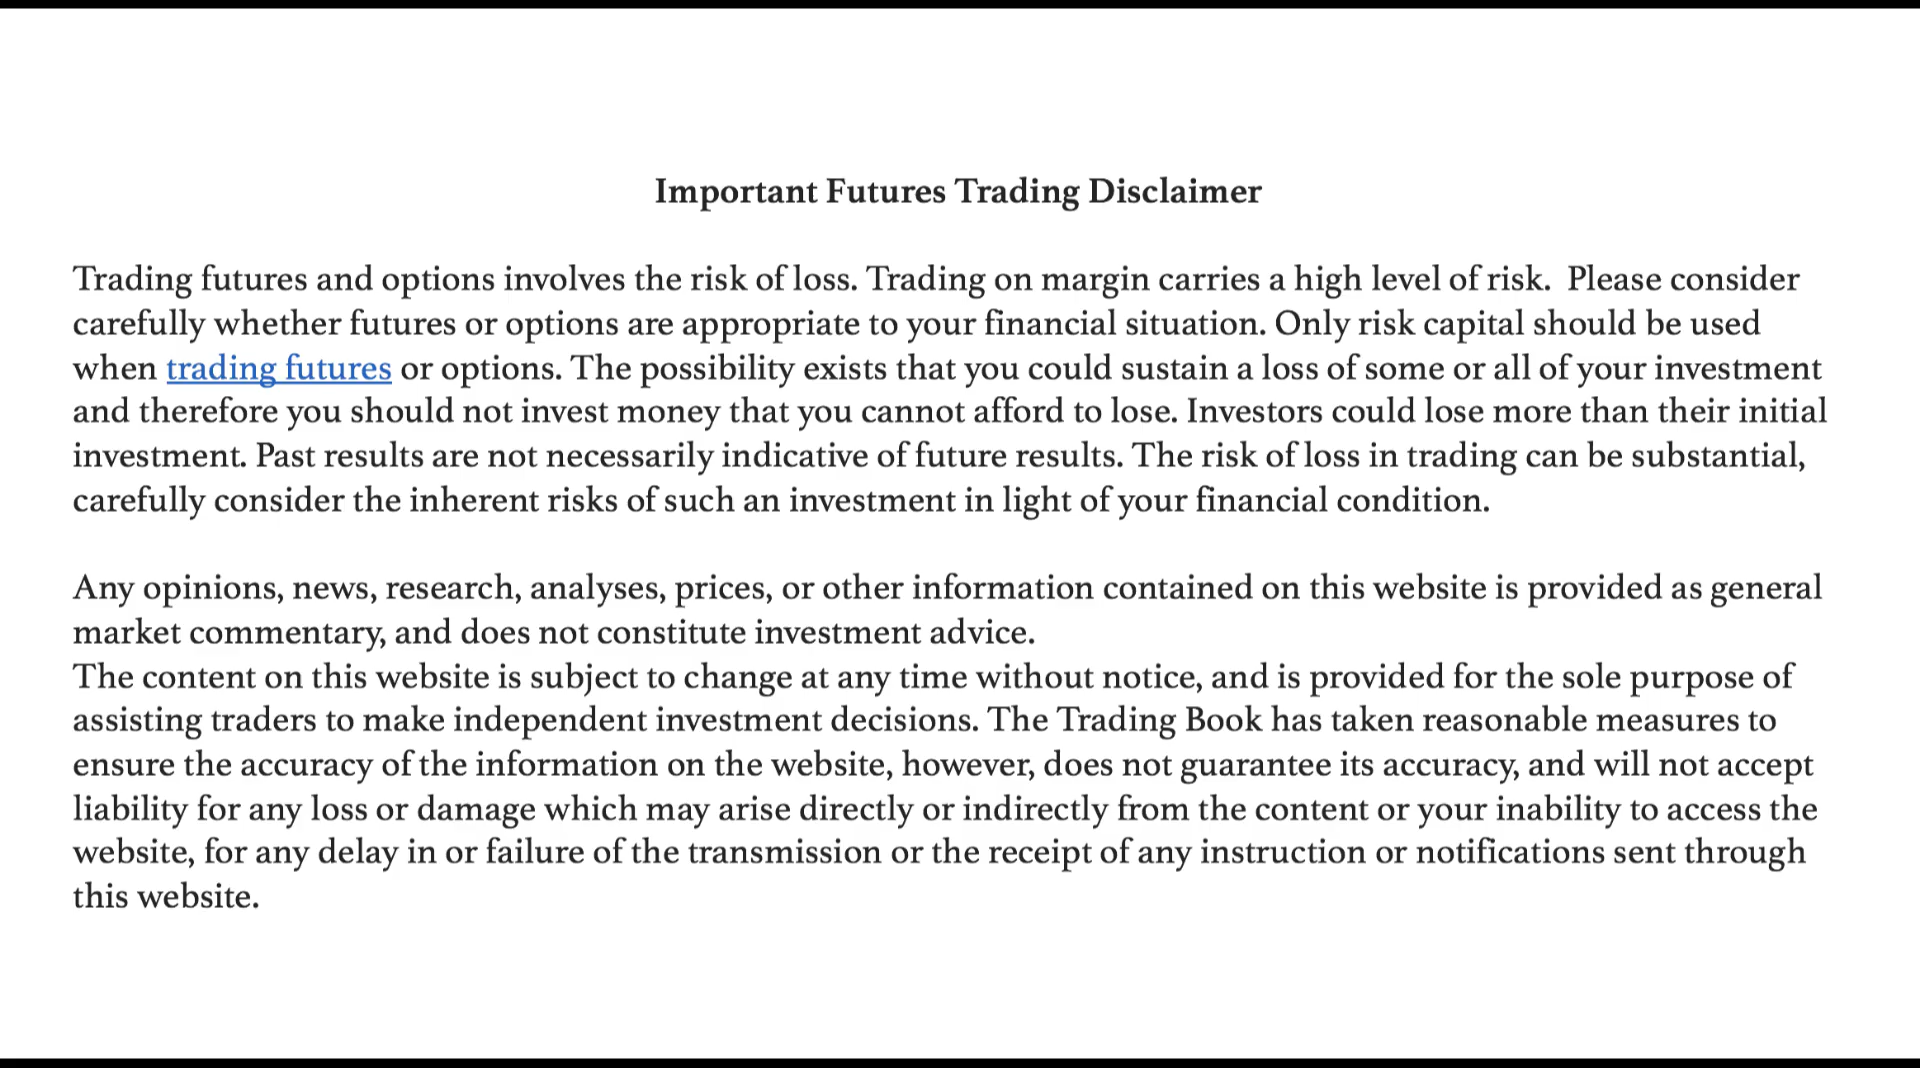 Important Futures Trading Disclaimer
Trading futures and options involves the risk of loss. Trading on margin carries a high level of risk.  Please consider
carefully whether futures or options are appropriate to your financial situation. Only risk capital should be used
when trading futures or options. The possibility exists that you could sustain a loss of some or all of your investment
and therefore you should not invest money that you cannot afford to lose. Investors could lose more than their initial
investment. Past results are not necessarily indicative of future results. The risk of loss in trading can be substantial,
carefully consider the inherent risks of such an investment in light of your financial condition.
Any opinions, news, research, analyses, prices, or other information contained on this website is provided as general
market commentary, and does not constitute investment advice.
The content on this website is subject to change at any time without notice, and is provided for the sole purpose of
assisting traders to make independent investment decisions. The Trading Book has taken reasonable measures to
ensure the accuracy of the information on the website, however, does not guarantee its accuracy, and will not accept
liability for any loss or damage which may arise directly or indirectly from the content or your inability to access the
website, for any delay in or failure of the transmission or the receipt of any instruction or notifications sent through
this website.